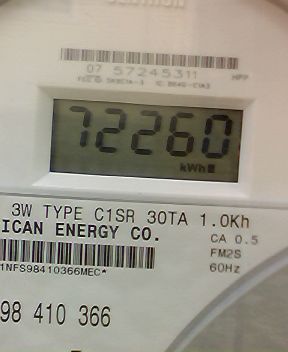 07 57245311 HPP
72260
kWh
3W TYPE C1SR 30TA 1.0Kh
ICAN ENERGY CO.
CA 0.5
FM2S
1NFS98410366MEC*
60Hz
98 410 366